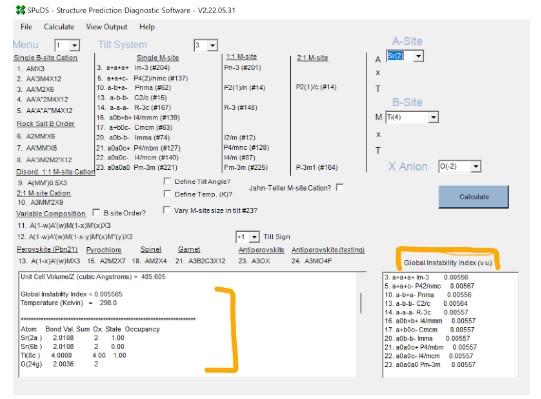 SPuDS - Structure Prediction Diagnostic Software - V2.22.05.31
File Calculate View Output Help
Menu 1 Tilt System 3
A-Site
Single B-site Cation Single M-site 1:1 M-site 2:1 M-site
A Sr(2)
1. AMX3 3. a+a+a+ Im-3 (#204) Pn-3 (#201)
x
2. AA'3M4X12 5. a+a+c- P4(2)/nmc (#137)
T
3. AA'M2X6 10. a-b+a- Pnma (#62) P2(1)/n (#14) P2(1)/c (#14)
B-Site
4. AA'A"2M4X12 13. a-b-b- C2/c (#15)
5. AA'A"A'"M4X12 14. a-a-a- R-3c (#167) R-3 (#148)
M Ti(4)
Rock Salt B Order 16. a0b+b+ I4/mmm (#139)
x
6. A2MM'X6 17. a+b0c- Cmcm (#63)
T
7. AA'MM'X6 20. a0b-b- Imma (#74) I2/m (#12)
8. AA'3M2M2'X12 21. a0a0c+ P4/mbm (#127) P4/mnc (#128)
22. a0a0c- I4/mcm (#140) I4/m (#87)
X Anion O(-2)
Disord. 1:1 M-site Cation 23. a0a0a0 Pm-3m (#221) Fm-3m (#225) P-3m1 (#164)
9. A(MM')0.5X3 Define Tilt Angle?
2:1 M-site Cation Define Temp. (K)? Jahn-Teller M-site Cation?
10. A3MM'2X9
Calculate
Variable Composition B-site Order? Vary M-site size in tilt #23?
11. A(1-w)A'(w)M(1-x)M'(x)X3
12. A(1-w)A'(w)M(1-x-y)M'(x)M"(y)X3 +1 Tilt Sign
Perovskite (Pbn21) Pyrochlore Spinel Garnet Antiperovskite Antiperovskite(testing)
Global Instability Index (v.u)
13. A(1-x)MA'(x)M3 15. A2M2X7 18. AM2X4 21. A3B2C3X12 23. A3OX 24. A3MO4F
Unit Cell Volume/Z (cubic Angstroms) = 485.605
Global Instability Index = 0.005565
Temperature (Kelvin) = 298.0
Atom Bond Val. Sum Ox. State Occupancy
Sr(2a ) 2.0108 2 1.00
Sr(6b ) 2.0108 2 0.00
Ti(8c ) 4.0000 4.00 1.00
O(24g) 2.0036 2
3. a+a+a+ Im-3 0.00556
5. a+a+c- P42/nmc 0.00567
10. a-b+a- Pnma 0.00556
13. a-b-b- C2/c 0.00564
14. a-a-a- R-3c 0.00557
16. a0b+b+ I4/mmm 0.00557
17. a+b0c- Cmcm 0.00557
20. a0b-b- Imma 0.00557
21. a0a0c+ P4/mbm 0.00557
22. a0a0c- I4/mcm 0.00557
23. a0a0a0 Pm-3m 0.00557